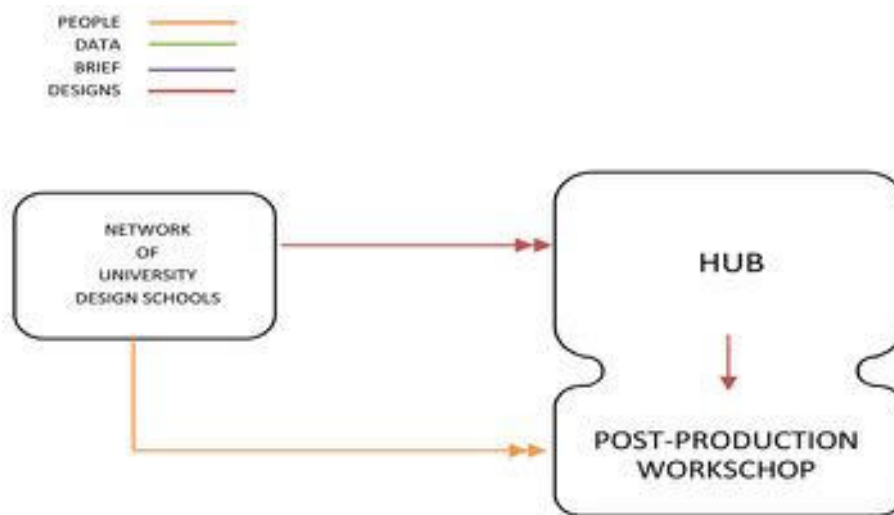 PEOPLE
DATA
BRIEF
DESIGNS
NETWORK
OF
UNIVERSITY
DESIGN SCHOOLS
HUB
POST-PRODUCTION
WORKSCHOP